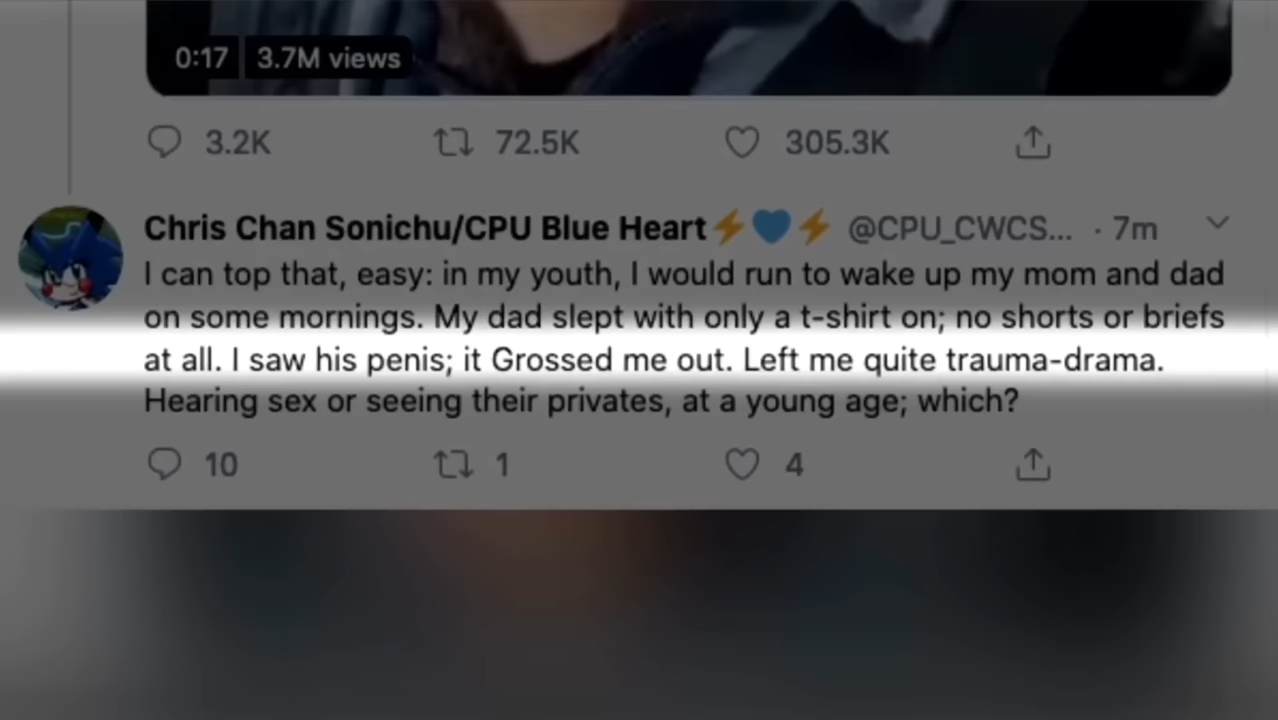 0:17 3.7M views
3.2K 72.5K 305.3K
Chris Chan Sonichu/CPU Blue Heart⚡💙⚡ @CPU_CWCS... · 7m
I can top that, easy: in my youth, I would run to wake up my mom and dad
on some mornings. My dad slept with only a t-shirt on; no shorts or briefs
at all. I saw his penis; it Grossed me out. Left me quite trauma-drama.
Hearing sex or seeing their privates, at a young age; which?
10 1 4